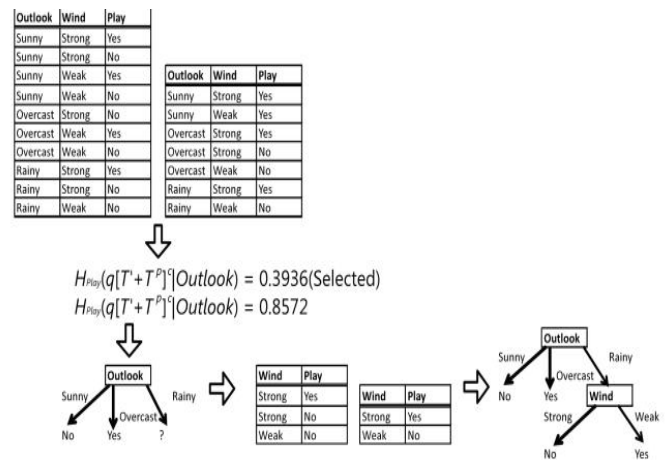 Outlook Wind Play
Sunny Strong Yes
Sunny Strong No
Sunny Weak Yes
Sunny Weak No
Overcast Strong No
Overcast Weak Yes
Overcast Weak No
Rainy Strong Yes
Rainy Strong No
Rainy Weak No
Outlook Wind Play
Sunny Strong Yes
Sunny Weak Yes
Overcast Strong Yes
Overcast Strong No
Overcast Weak No
Rainy Strong Yes
Rainy Weak No
H_Play(q[T'+T^p]^c|Outlook) = 0.3936(Selected)
H_Play(q[T'+T^p]^c|Outlook) = 0.8572
Outlook
Sunny Overcast Rainy
No Yes ?
Wind Play
Strong Yes
Strong No
Weak No
Wind Play
Strong Yes
Weak No
Outlook
Sunny Overcast Rainy
No Yes Wind
Strong Weak
No Yes